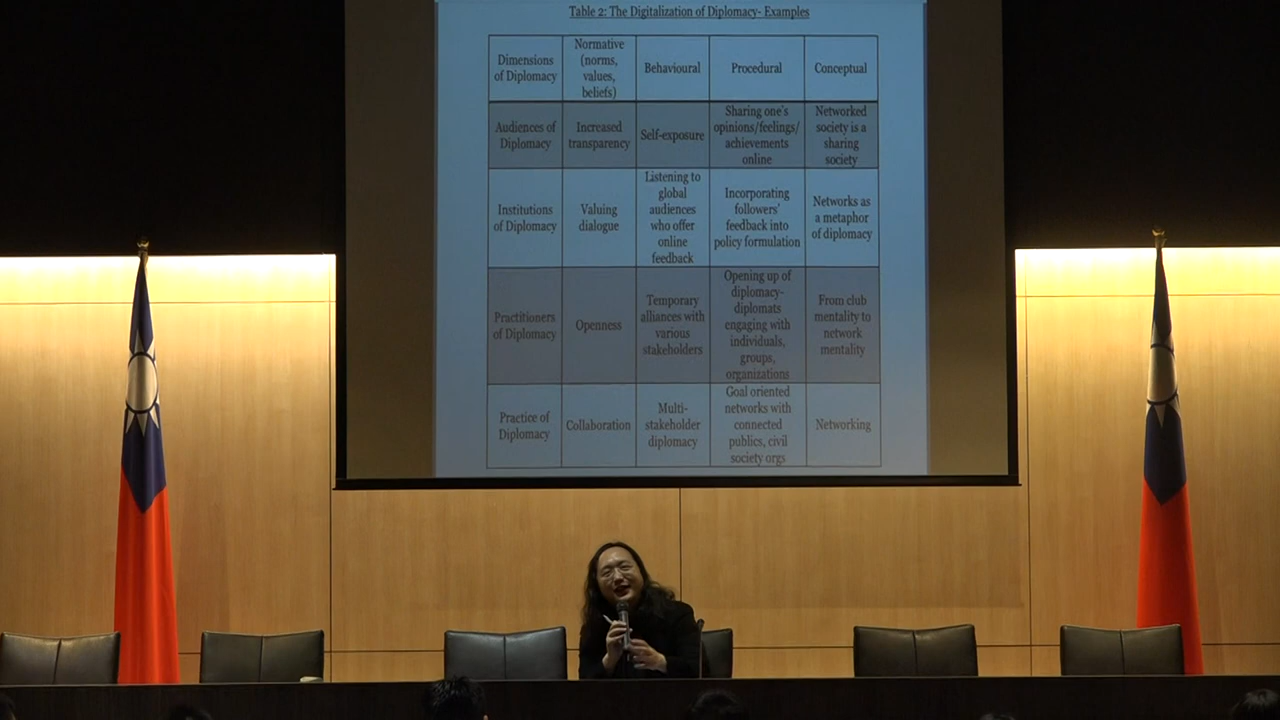 Table 2: The Digitalization of Diplomacy- Examples
Dimensions
of Diplomacy
Normative
(norms,
values,
beliefs)
Behavioural
Procedural
Conceptual
Audiences of
Diplomacy
Increased
transparency
Self-exposure
Sharing one's
opinions/feelings/
achievements
online
Networked
society is a
sharing
society
Institutions
of Diplomacy
Valuing
dialogue
Listening to
global
audiences
who offer
online
feedback
Incorporating
followers'
feedback into
policy formulation
Networks as
a metaphor
of diplomacy
Practitioners
of Diplomacy
Openness
Temporary
alliances with
various
stakeholders
Opening up of
diplomacy-
diplomats
engaging with
individuals,
groups,
organizations
From club
mentality to
network
mentality
Practice of
Diplomacy
Collaboration
Multi-
stakeholder
diplomacy
Goal oriented
networks with
connected
publics, civil
society orgs
Networking